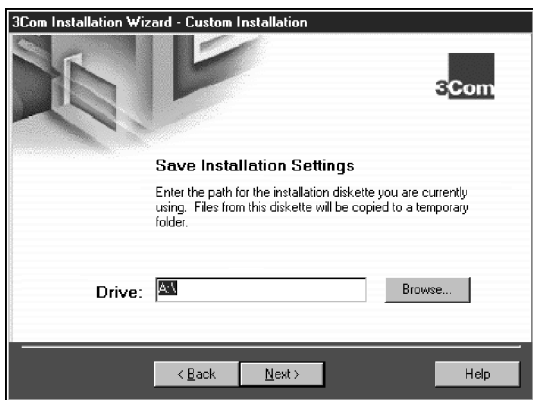 3Com Installation Wizard - Custom Installation
3Com
Save Installation Settings
Enter the path for the installation diskette you are currently
using. Files from this diskette will be copied to a temporary
folder.
Drive: A:\ Browse...
< Back Next > Help